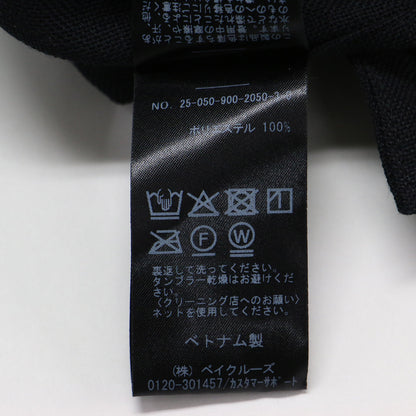 NO. 25-050-900-2050-3-0
ポリエステル 100%
F
W
裏返して洗ってください。
タンブラー乾燥はお避けください。
〈クリーニング店へのお願い〉
ネットを使用してください。
ベトナム製
(株) ベイクルーズ
0120-301457/カスタマーサポート